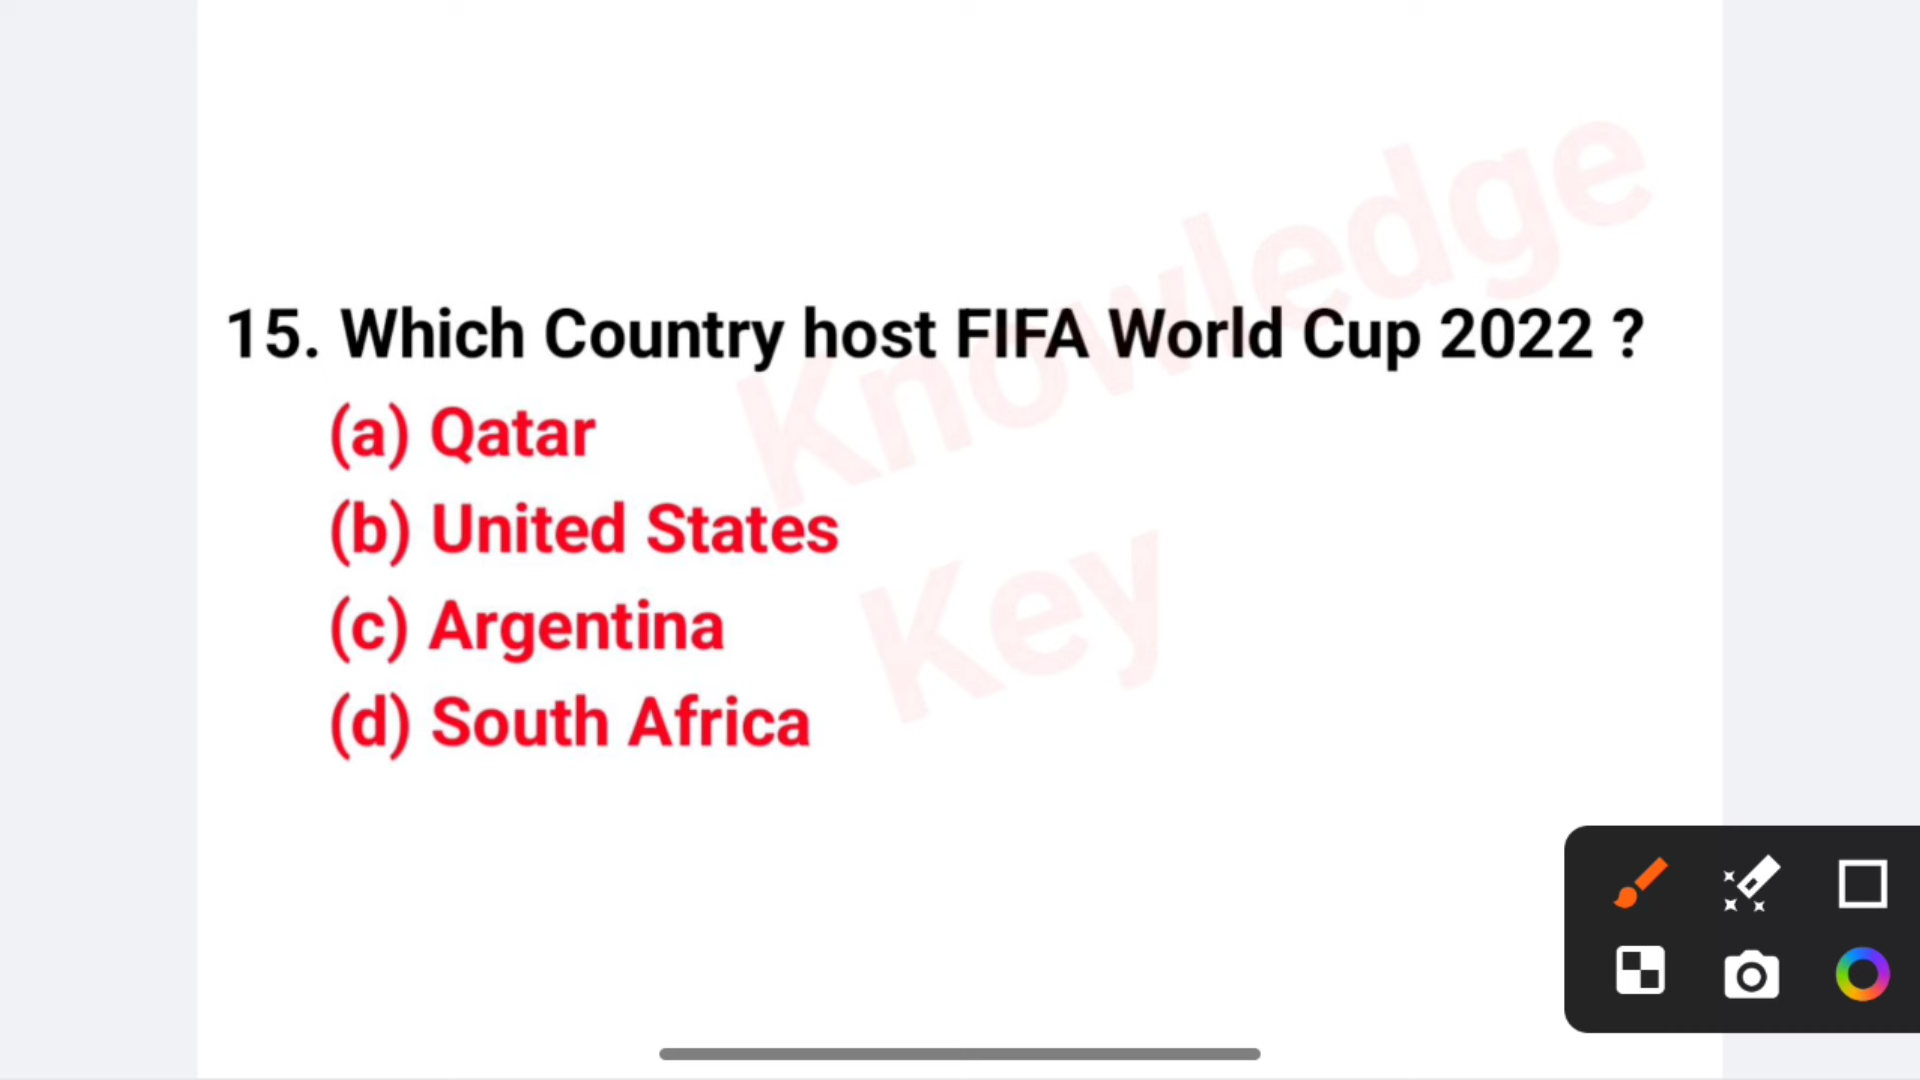 15. Which Country host FIFA World Cup 2022 ?
(a) Qatar
(b) United States
(c) Argentina
(d) South Africa
Knowledge
Key